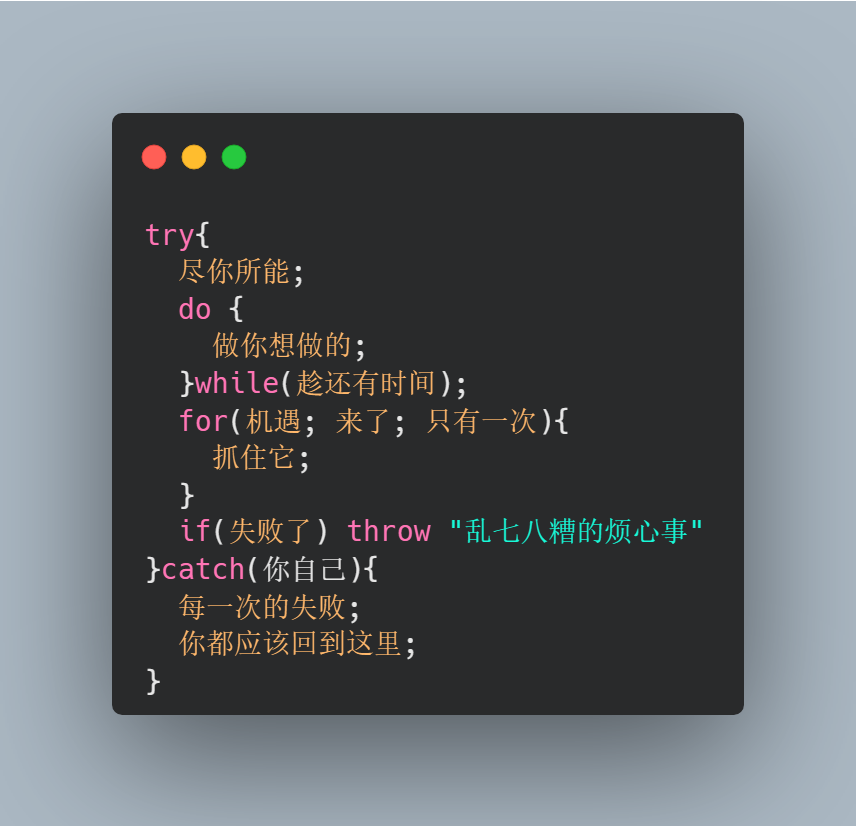 try{
尽你所能;
do {
做你想做的;
}while(趁还有时间);
for(机遇; 来了; 只有一次){
抓住它;
}
if(失败了) throw "乱七八糟的烦心事"
}catch(你自己){
每一次的失败;
你都应该回到这里;
}